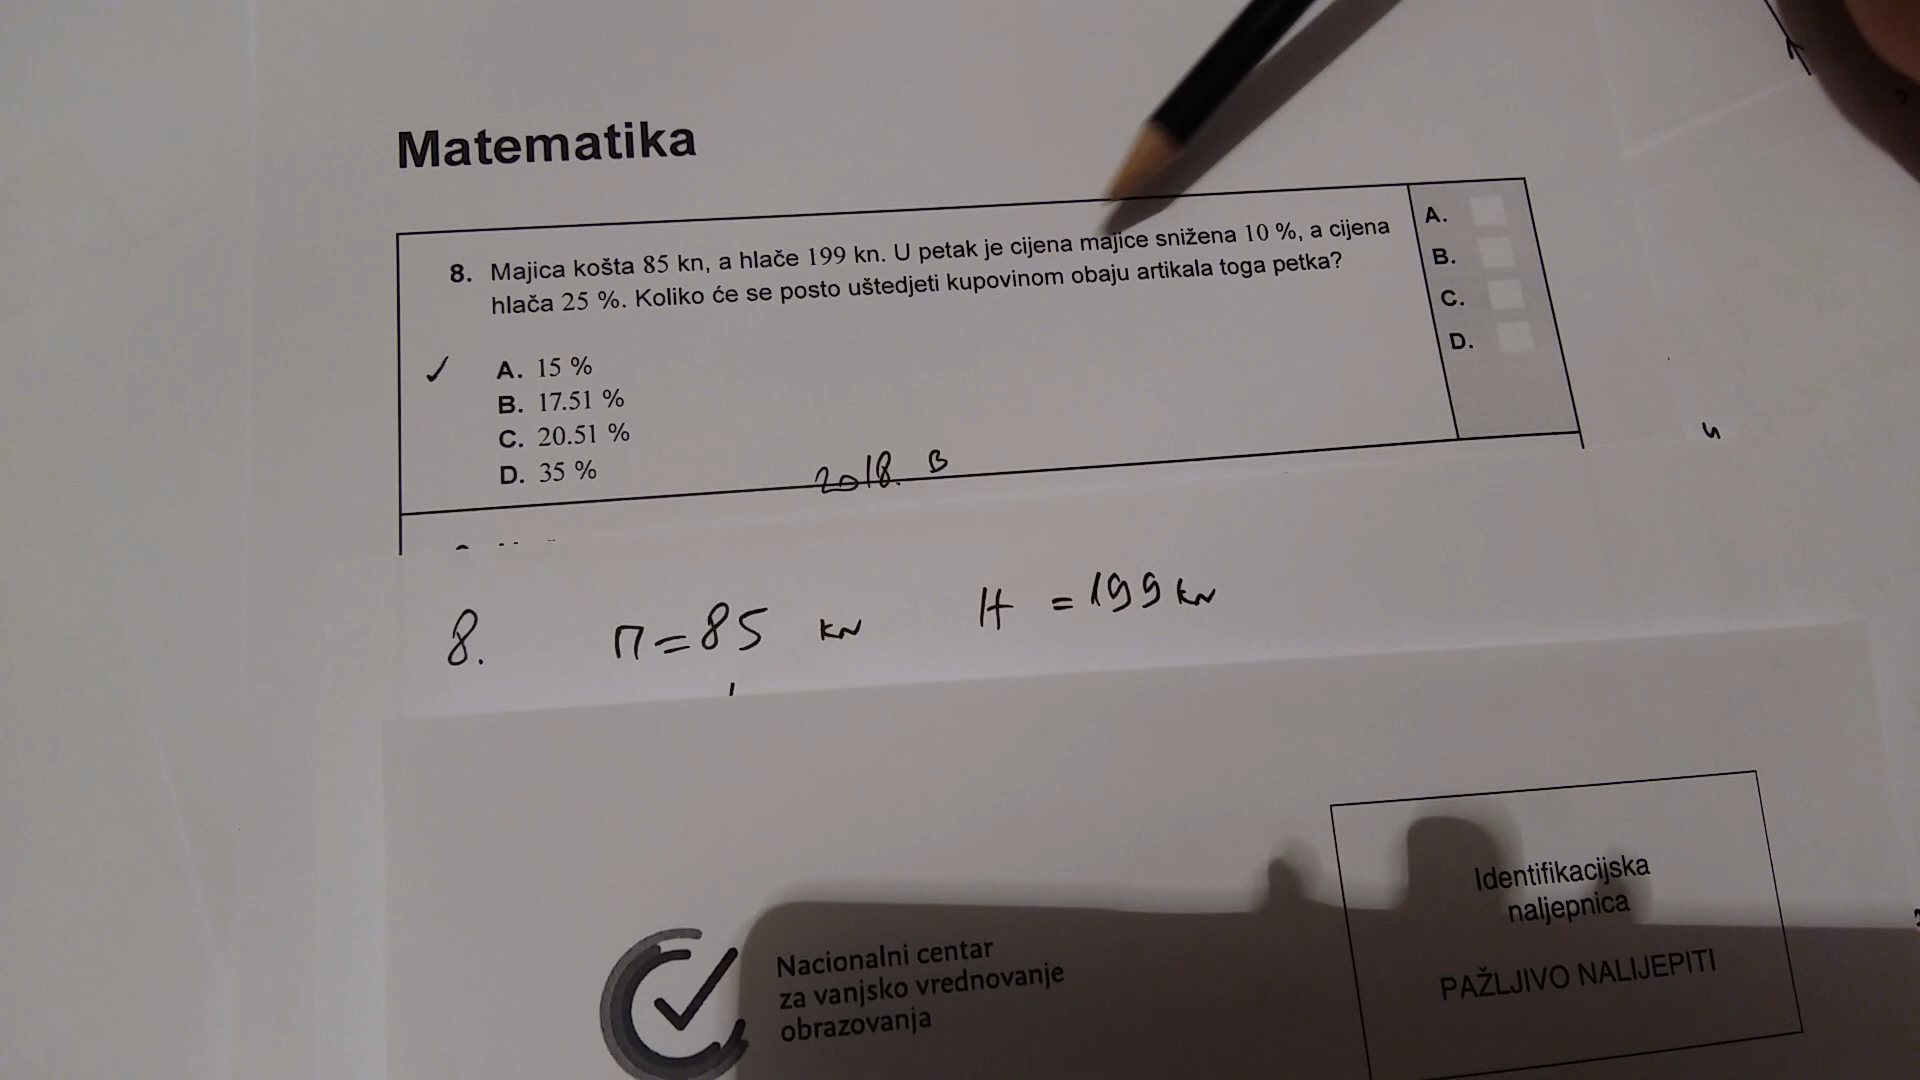 Matematika
8. Majica košta 85 kn, a hlače 199 kn. U petak je cijena majice snižena 10 %, a cijena
hlača 25 %. Koliko će se posto uštedjeti kupovinom obaju artikala toga petka?
A. 15 %
B. 17.51 %
C. 20.51 %
D. 35 %
A.
B.
C.
D.
2018. B
8. M = 85 kn H = 199 kn
Nacionalni centar
za vanjsko vrednovanje
obrazovanja
Identifikacijska
naljepnica
PAŽLJIVO NALIJEPITI